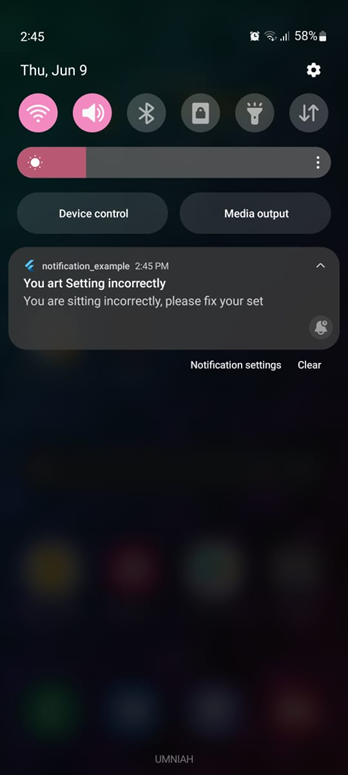 2:45
58%
Thu, Jun 9
Device control
Media output
notification_example 2:45 PM
You art Setting incorrectly
You are sitting incorrectly, please fix your set
Notification settings
Clear
UMNIAH